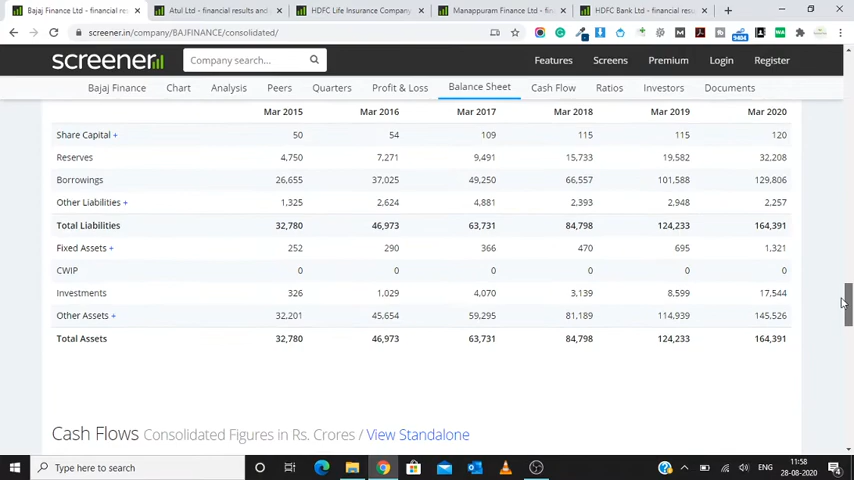 Bajaj Finance Ltd - financial res
Atul Ltd - financial results and
HDFC Life Insurance Company
Manappuram Finance Ltd - fin
HDFC Bank Ltd - financial resu
screener.in/company/BAJFINANCE/consolidated/
screener
Company search...
Features Screens Premium Login Register
Bajaj Finance Chart Analysis Peers Quarters Profit & Loss Balance Sheet Cash Flow Ratios Investors Documents
Mar 2015 Mar 2016 Mar 2017 Mar 2018 Mar 2019 Mar 2020
Share Capital + 50 54 109 115 115 120
Reserves 4,750 7,271 9,491 15,733 19,582 32,208
Borrowings 26,655 37,025 49,250 66,557 101,588 129,806
Other Liabilities + 1,325 2,624 4,881 2,393 2,948 2,257
Total Liabilities 32,780 46,973 63,731 84,798 124,233 164,391
Fixed Assets + 252 290 366 470 695 1,321
CWIP 0 0 0 0 0 0
Investments 326 1,029 4,070 3,139 8,599 17,544
Other Assets + 32,201 45,654 59,295 81,189 114,939 145,526
Total Assets 32,780 46,973 63,731 84,798 124,233 164,391
Cash Flows Consolidated Figures in Rs. Crores / View Standalone
Type here to search
ENG
11:58
28-08-2020